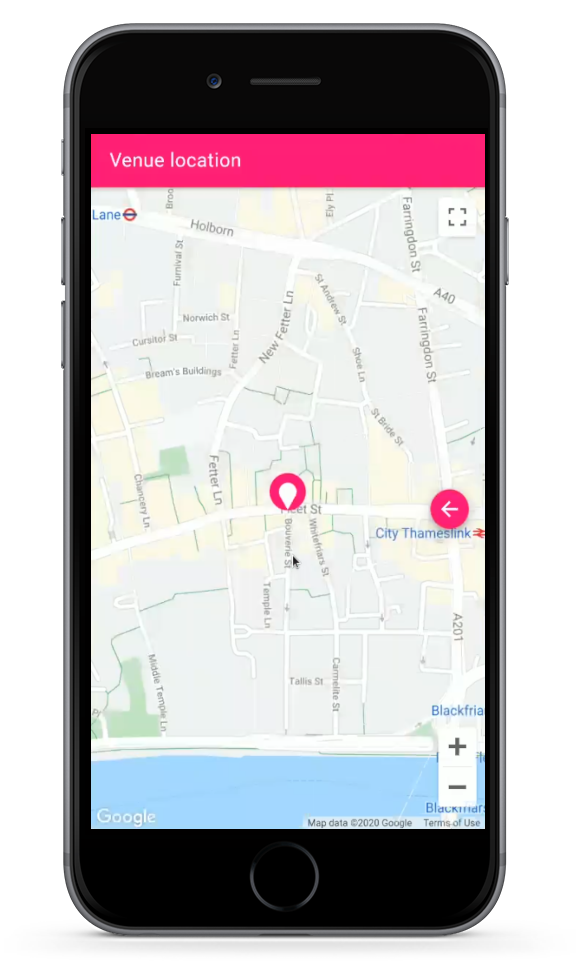 Venue location
Lane
Holborn
Farringdon St
A40
Furnival St
St Andrew St
Norwich St
New Fetter Ln
Fetter Ln
Cursitor St
Shoe Ln
Farringdon St
Bream's Buildings
St Bride St
Fetter Ln
Chancery Ln
eet St
Bouverie St
Whitefriars St
City Thameslink
Temple Ln
A201
Middle Temple Ln
Tallis St
Carmelite St
Blackfria
+
−
Blackfriars
Google
Map data ©2020 Google
Terms of Use